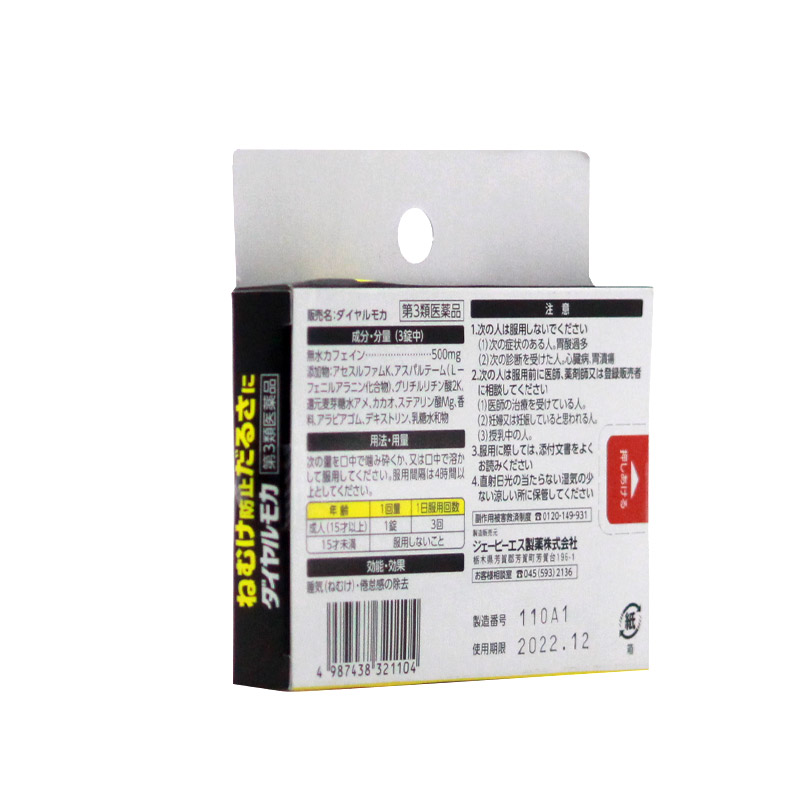 ねむけ防止だるさに
ダイヤルモカ 第3類医薬品
販売名:ダイヤルモカ 第3類医薬品
成分・分量 (3錠中)
無水カフェイン……………………500mg
添加物:アセスルファムK、アスパルテーム(L-
フェニルアラニン化合物)、グリチルリチン酸2K、
還元麦芽糖水アメ、カカオ、ステアリン酸Mg、香
料、アラビアゴム、デキストリン、乳糖水和物
用法・用量
次の量を口中で噛み砕くか、又は口中で溶か
して服用してください。服用間隔は4時間以
上としてください。
年齢 1回量 1日服用回数
成人(15才以上) 1錠 3回
15才未満 服用しないこと
効能・効果
睡気(ねむけ)・倦怠感の除去
4 987438 321104
注意
1.次の人は服用しないでください
(1)次の症状のある人。胃酸過多
(2)次の診断を受けた人。心臓病、胃潰瘍
2.次の人は服用前に医師、薬剤師又は登録販売者
に相談してください
(1)医師の治療を受けている人。
(2)妊婦又は妊娠していると思われる人。
(3)授乳中の人。
3.服用に際しては、添付文書をよく
お読みください
4.直射日光の当たらない湿気の少
ない涼しい所に保管してください
副作用被害救済制度 ☎0120-149-931
製造販売元
ジェーピーエス製薬株式会社
栃木県芳賀郡芳賀町芳賀台196-1
お客様相談室 ☎045(593)2136
製造番号 110A1
使用期限 2022.12
押しあける
紙
箱